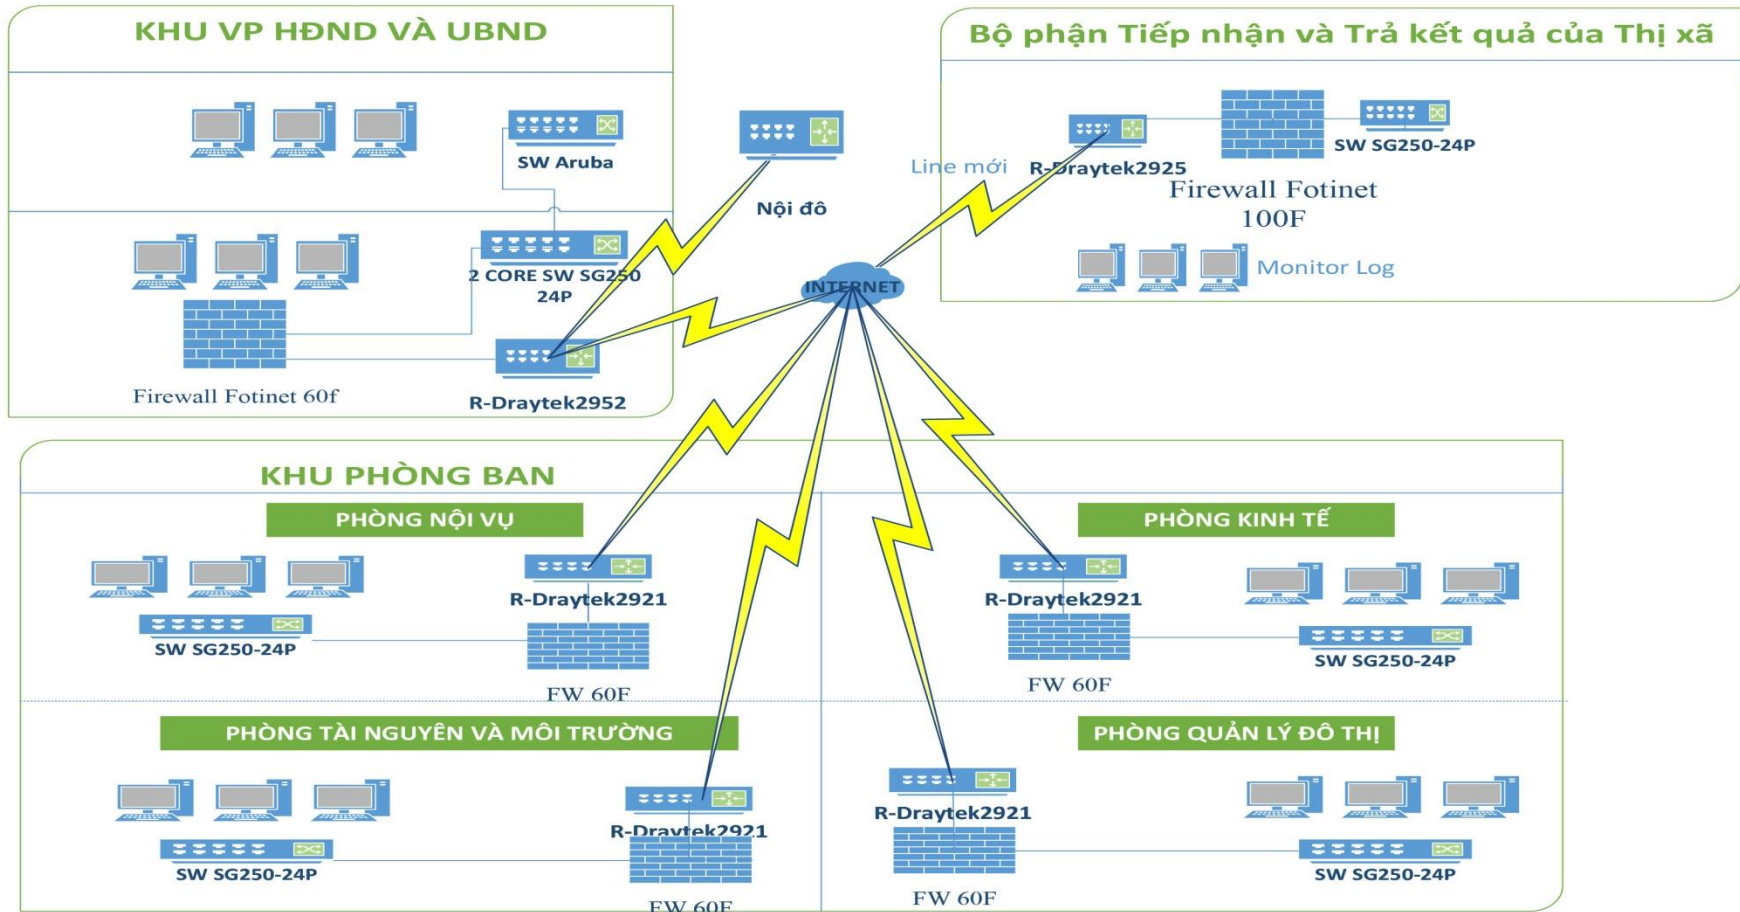 KHU VP HĐND VÀ UBND
SW Aruba
2 CORE SW SG250
24P
Firewall Fotinet 60f
R-Draytek2952
Nội đô
INTERNET
Line mới
Bộ phận Tiếp nhận và Trả kết quả của Thị xã
R-Draytek2925
SW SG250-24P
Firewall Fotinet
100F
Monitor Log
KHU PHÒNG BAN
PHÒNG NỘI VỤ
R-Draytek2921
SW SG250-24P
FW 60F
PHÒNG KINH TẾ
R-Draytek2921
SW SG250-24P
FW 60F
PHÒNG TÀI NGUYÊN VÀ MÔI TRƯỜNG
R-Draytek2921
SW SG250-24P
FW 60F
PHÒNG QUẢN LÝ ĐÔ THỊ
R-Draytek2921
SW SG250-24P
FW 60F